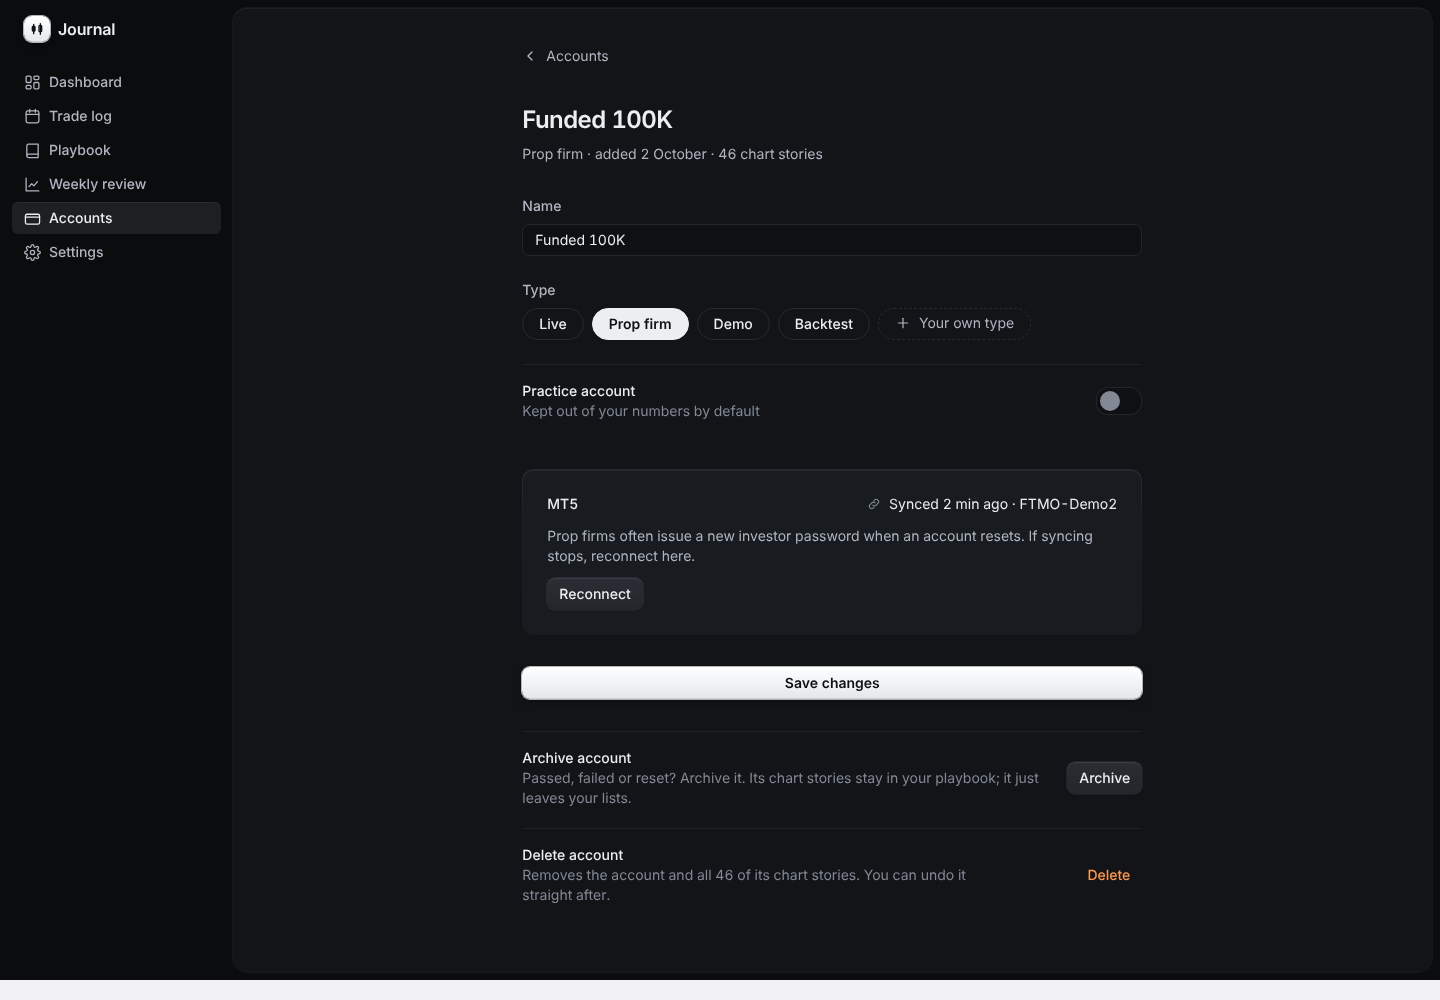 Journal
Dashboard
Trade log
Playbook
Weekly review
Accounts
Settings
Accounts
Funded 100K
Prop firm · added 2 October · 46 chart stories
Name
Funded 100K
Type
Live
Prop firm
Demo
Backtest
Your own type
Practice account
Kept out of your numbers by default
MT5
Synced 2 min ago · FTMO-Demo2
Prop firms often issue a new investor password when an account resets. If syncing
stops, reconnect here.
Reconnect
Save changes
Archive account
Passed, failed or reset? Archive it. Its chart stories stay in your playbook; it just
leaves your lists.
Archive
Delete account
Removes the account and all 46 of its chart stories. You can undo it
straight after.
Delete